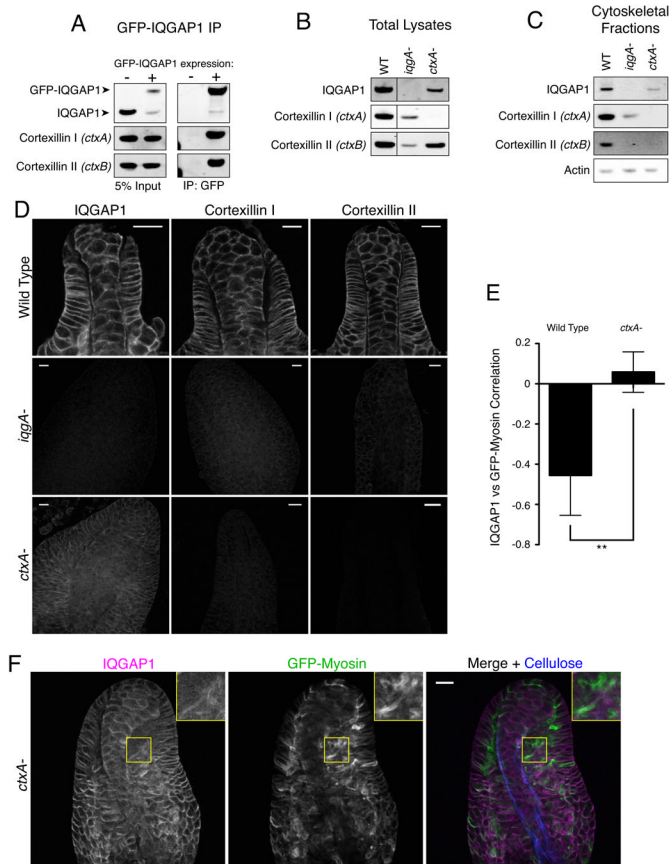 A
GFP-IQGAP1 IP
GFP-IQGAP1 expression:
- + - +
GFP-IQGAP1
IQGAP1
Cortexillin I (ctxA)
Cortexillin II (ctxB)
5% Input
IP: GFP
B
Total Lysates
WT iqgA- ctxA-
IQGAP1
Cortexillin I (ctxA)
Cortexillin II (ctxB)
C
Cytoskeletal
Fractions
WT iqgA- ctxA-
IQGAP1
Cortexillin I (ctxA)
Cortexillin II (ctxB)
Actin
D
IQGAP1 Cortexillin I Cortexillin II
Wild Type
iqgA-
ctxA-
E
Wild Type ctxA-
IQGAP1 vs GFP-Myosin Correlation
0.2
0
-0.2
-0.4
-0.6
-0.8
**
F
IQGAP1 GFP-Myosin Merge + Cellulose
ctxA-